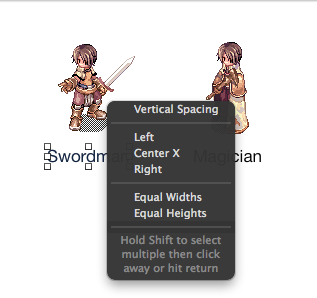 Vertical Spacing
Left
Center X
Right
Swordma Magician
Equal Widths
Equal Heights
Hold Shift to select
multiple then click
away or hit return